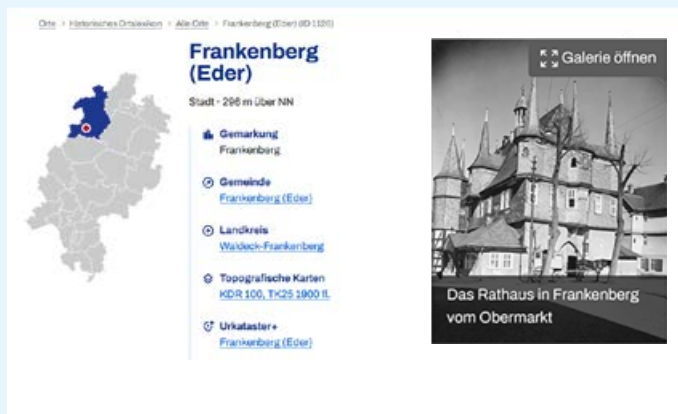 Orte > Historisches Ortslexikon > Alle Orte > Frankenberg (Eder) (ID 1120)
Frankenberg
(Eder)
Stadt · 296 m über NN
Gemarkung
Frankenberg
Gemeinde
Frankenberg (Eder)
Landkreis
Waldeck-Frankenberg
Topografische Karten
KDR 100, TK25 1900 ff.
Urkataster+
Frankenberg (Eder)
Galerie öffnen
Das Rathaus in Frankenberg
vom Obermarkt